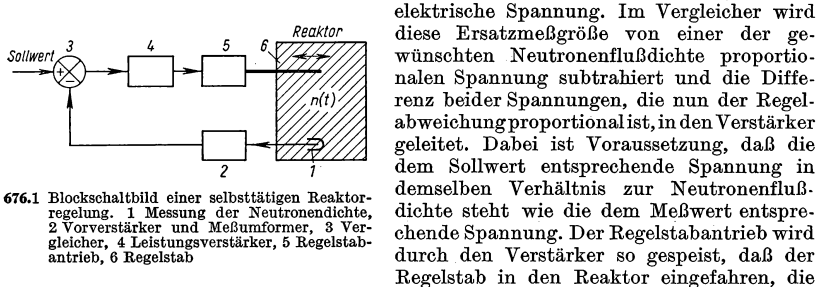 Reaktor
Sollwert 3 4 5 6
+
−
n(t)
2
1
676.1 Blockschaltbild einer selbsttätigen Reaktor-
regelung. 1 Messung der Neutronendichte,
2 Vorverstärker und Meßumformer, 3 Ver-
gleicher, 4 Leistungsverstärker, 5 Regelstab-
antrieb, 6 Regelstab
elektrische Spannung. Im Vergleicher wird
diese Ersatzmeßgröße von einer der ge-
wünschten Neutronenflußdichte proportio-
nalen Spannung subtrahiert und die Diffe-
renz beider Spannungen, die nun der Regel-
abweichung proportional ist, in den Verstärker
geleitet. Dabei ist Voraussetzung, daß die
dem Sollwert entsprechende Spannung in
demselben Verhältnis zur Neutronenfluß-
dichte steht wie die dem Meßwert entspre-
chende Spannung. Der Regelstabantrieb wird
durch den Verstärker so gespeist, daß der
Regelstab in den Reaktor eingefahren, die